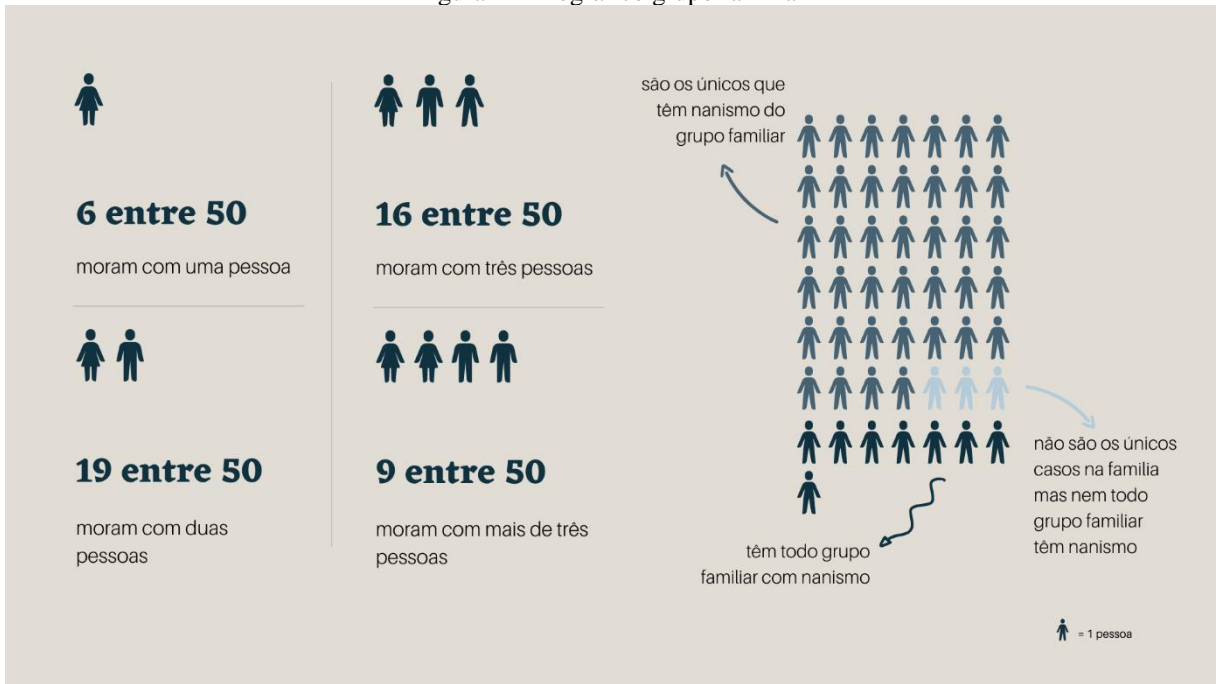 6 entre 50
moram com uma pessoa
16 entre 50
moram com três pessoas
19 entre 50
moram com duas
pessoas
9 entre 50
moram com mais de três
pessoas
são os únicos que
têm nanismo do
grupo familiar
não são os únicos
casos na familia
mas nem todo
grupo familiar
têm nanismo
têm todo grupo
familiar com nanismo
= 1 pessoa